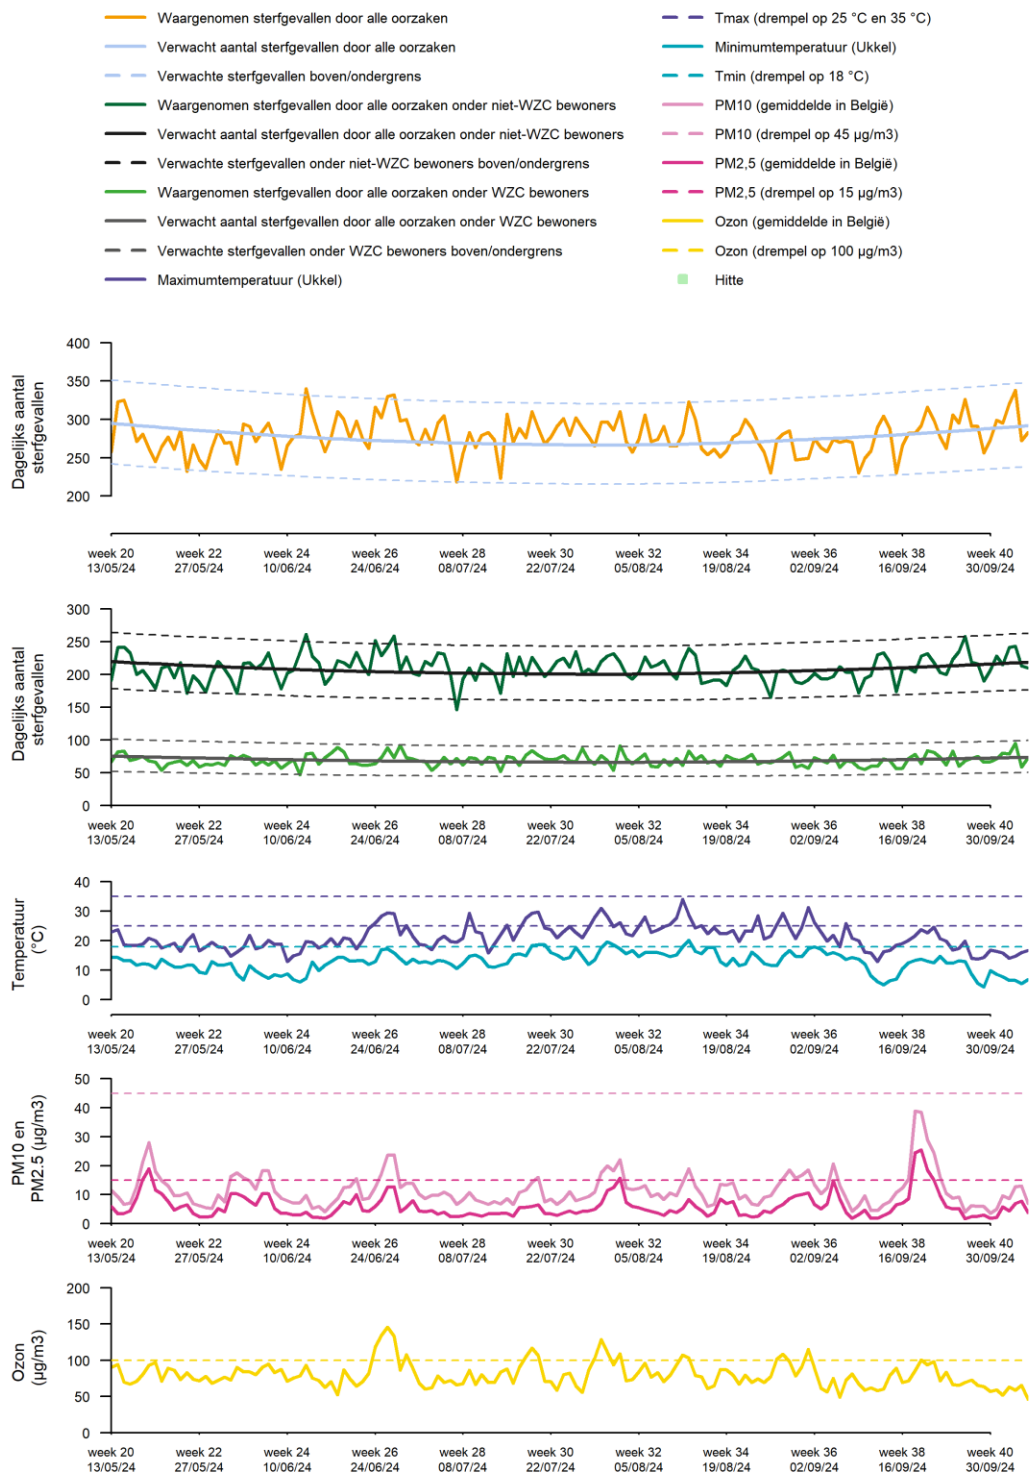 Waargenomen sterfgevallen door alle oorzaken
Verwacht aantal sterfgevallen door alle oorzaken
Verwachte sterfgevallen boven/ondergrens
Waargenomen sterfgevallen door alle oorzaken onder niet-WZC bewoners
Verwacht aantal sterfgevallen door alle oorzaken onder niet-WZC bewoners
Verwachte sterfgevallen onder niet-WZC bewoners boven/ondergrens
Waargenomen sterfgevallen door alle oorzaken onder WZC bewoners
Verwacht aantal sterfgevallen door alle oorzaken onder WZC bewoners
Verwachte sterfgevallen onder WZC bewoners boven/ondergrens
Maximumtemperatuur (Ukkel)
Tmax (drempel op 25 °C en 35 °C)
Minimumtemperatuur (Ukkel)
Tmin (drempel op 18 °C)
PM10 (gemiddelde in België)
PM10 (drempel op 45 µg/m3)
PM2,5 (gemiddelde in België)
PM2,5 (drempel op 15 µg/m3)
Ozon (gemiddelde in België)
Ozon (drempel op 100 µg/m3)
Hitte
Dagelijks aantal
sterfgevallen
400
350
300
250
200
week 20 week 22 week 24 week 26 week 28 week 30 week 32 week 34 week 36 week 38 week 40
13/05/24 27/05/24 10/06/24 24/06/24 08/07/24 22/07/24 05/08/24 19/08/24 02/09/24 16/09/24 30/09/24
Dagelijks aantal
sterfgevallen
300
250
200
150
100
50
0
week 20 week 22 week 24 week 26 week 28 week 30 week 32 week 34 week 36 week 38 week 40
13/05/24 27/05/24 10/06/24 24/06/24 08/07/24 22/07/24 05/08/24 19/08/24 02/09/24 16/09/24 30/09/24
Temperatuur
(°C)
40
30
20
10
0
week 20 week 22 week 24 week 26 week 28 week 30 week 32 week 34 week 36 week 38 week 40
13/05/24 27/05/24 10/06/24 24/06/24 08/07/24 22/07/24 05/08/24 19/08/24 02/09/24 16/09/24 30/09/24
PM10 en
PM2.5 (µg/m3)
50
40
30
20
10
0
week 20 week 22 week 24 week 26 week 28 week 30 week 32 week 34 week 36 week 38 week 40
13/05/24 27/05/24 10/06/24 24/06/24 08/07/24 22/07/24 05/08/24 19/08/24 02/09/24 16/09/24 30/09/24
Ozon
(µg/m3)
200
150
100
50
0
week 20 week 22 week 24 week 26 week 28 week 30 week 32 week 34 week 36 week 38 week 40
13/05/24 27/05/24 10/06/24 24/06/24 08/07/24 22/07/24 05/08/24 19/08/24 02/09/24 16/09/24 30/09/24